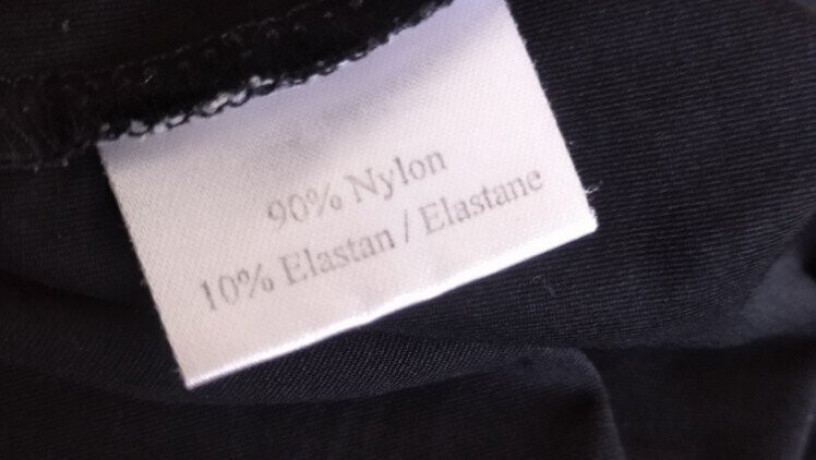 90% Nylon
10% Elastan / Elastane